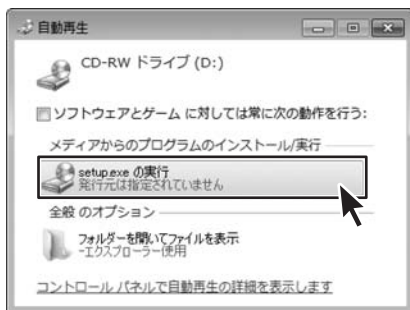 自動再生
CD-RW ドライブ (D:)
ソフトウェアとゲーム に対しては常に次の動作を行う:
メディアからのプログラムのインストール/実行
setup.exe の実行
発行元は指定されていません
全般 のオプション
フォルダーを開いてファイルを表示
-エクスプローラー使用
コントロール パネルで自動再生の詳細を表示します